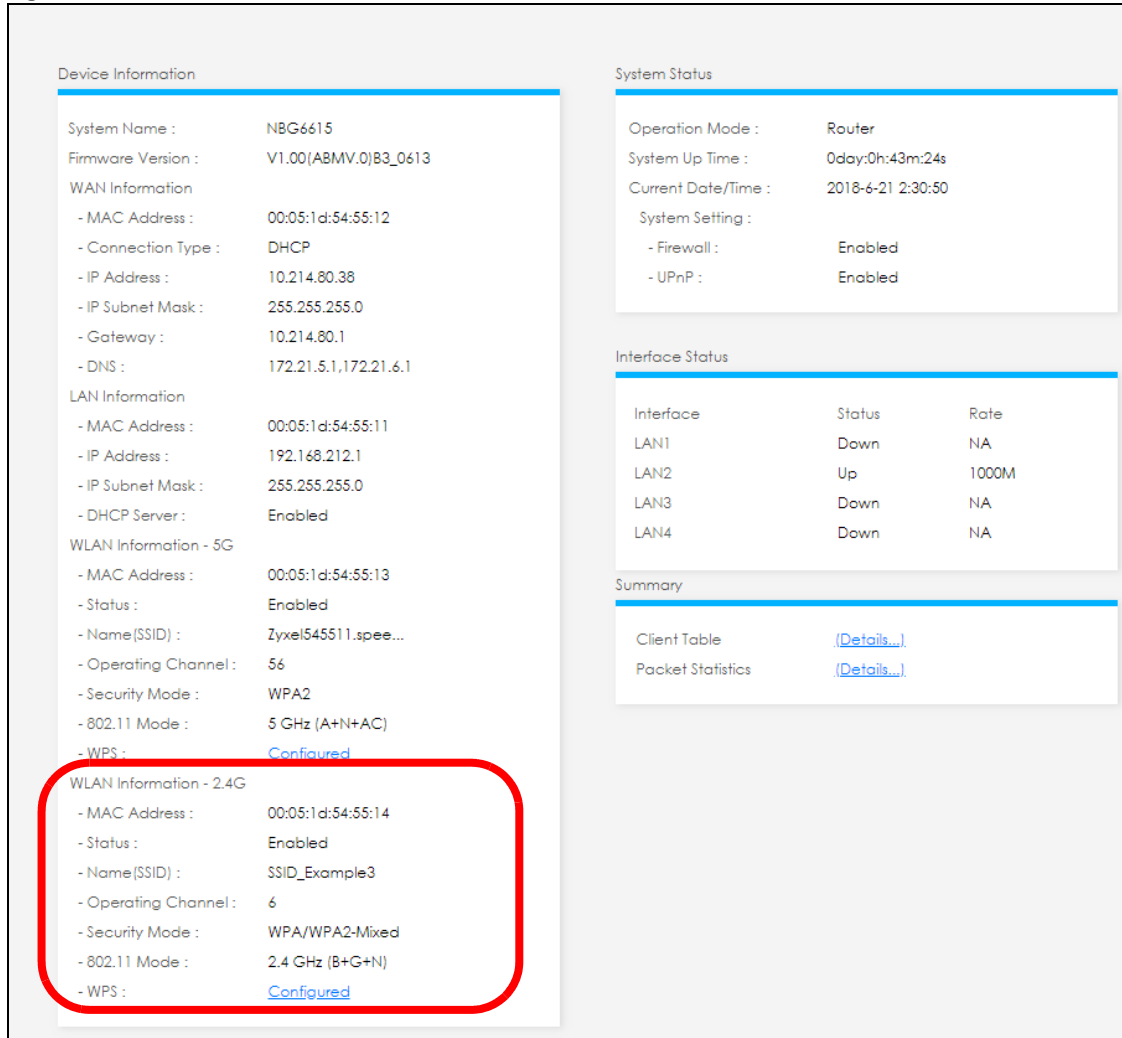 Device Information
System Name : NBG6615
Firmware Version : V1.00(ABMV.0)B3_0613
WAN Information
- MAC Address : 00:05:1d:54:55:12
- Connection Type : DHCP
- IP Address : 10.214.80.38
- IP Subnet Mask : 255.255.255.0
- Gateway : 10.214.80.1
- DNS : 172.21.5.1,172.21.6.1
LAN Information
- MAC Address : 00:05:1d:54:55:11
- IP Address : 192.168.212.1
- IP Subnet Mask : 255.255.255.0
- DHCP Server : Enabled
WLAN Information - 5G
- MAC Address : 00:05:1d:54:55:13
- Status : Enabled
- Name(SSID) : Zyxel545511.spee...
- Operating Channel : 56
- Security Mode : WPA2
- 802.11 Mode : 5 GHz (A+N+AC)
- WPS : Configured
WLAN Information - 2.4G
- MAC Address : 00:05:1d:54:55:14
- Status : Enabled
- Name(SSID) : SSID_Example3
- Operating Channel : 6
- Security Mode : WPA/WPA2-Mixed
- 802.11 Mode : 2.4 GHz (B+G+N)
- WPS : Configured
System Status
Operation Mode : Router
System Up Time : 0day:0h:43m:24s
Current Date/Time : 2018-6-21 2:30:50
System Setting :
- Firewall : Enabled
- UPnP : Enabled
Interface Status
Interface Status Rate
LAN1 Down NA
LAN2 Up 1000M
LAN3 Down NA
LAN4 Down NA
Summary
Client Table (Details...)
Packet Statistics (Details...)